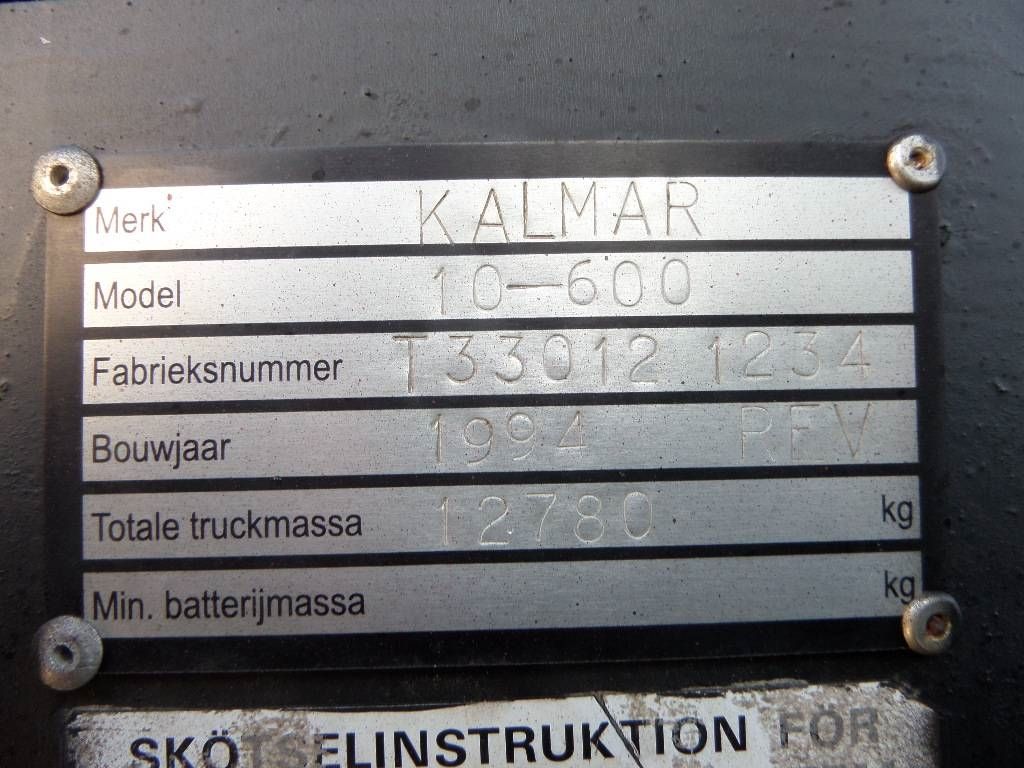 Merk KALMAR
Model 10-600
Fabrieksnummer T33012 1234
Bouwjaar 1994 REV.
Totale truckmassa 12780 kg
Min. batterijmassa kg
SKÖTSELINSTRUKTION FÖR